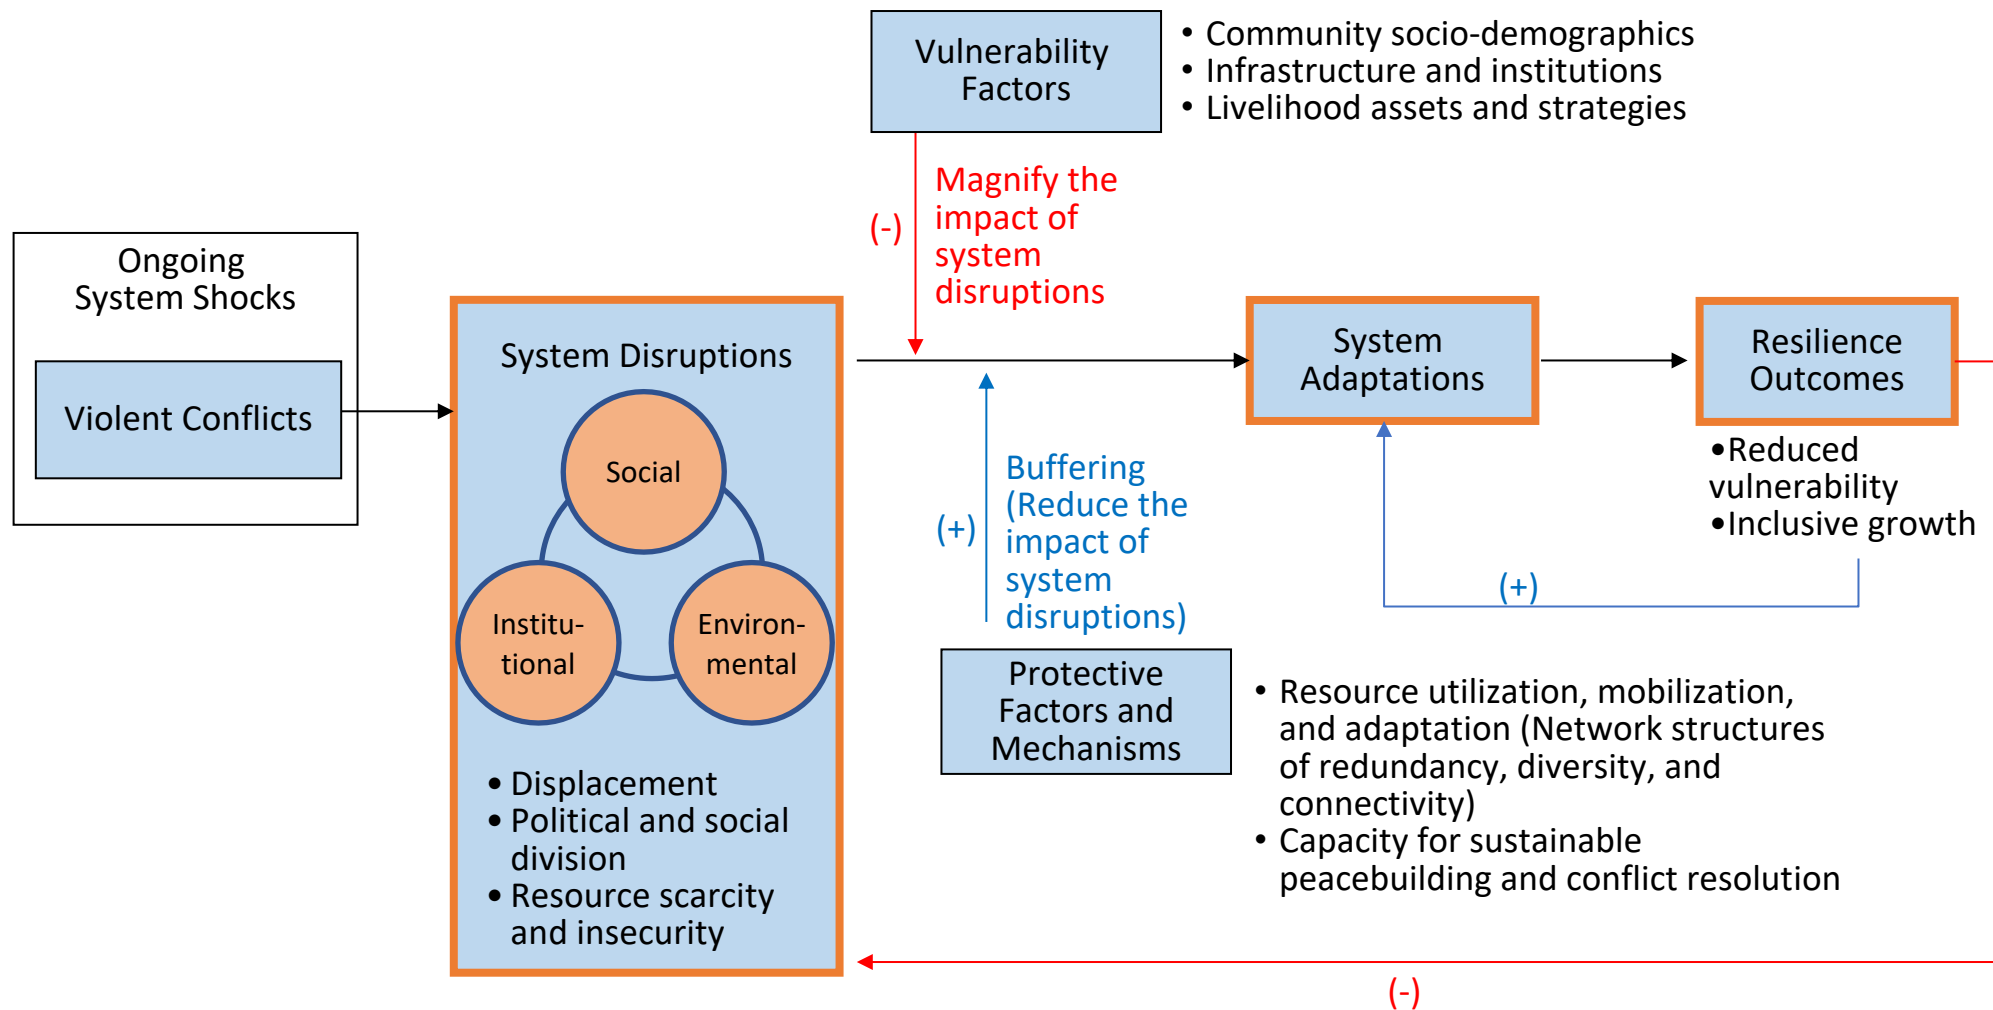 Vulnerability
Factors
• Community socio-demographics
• Infrastructure and institutions
• Livelihood assets and strategies
(-)
Magnify the
impact of
system
disruptions
Ongoing
System Shocks
Violent Conflicts
System Disruptions
Social
Institu-
tional
Environ-
mental
• Displacement
• Political and social
division
• Resource scarcity
and insecurity
System
Adaptations
Resilience
Outcomes
•Reduced
vulnerability
•Inclusive growth
(+)
Buffering
(Reduce the
impact of
system
disruptions)
(+)
Protective
Factors and
Mechanisms
• Resource utilization, mobilization,
and adaptation (Network structures
of redundancy, diversity, and
connectivity)
• Capacity for sustainable
peacebuilding and conflict resolution
(-)